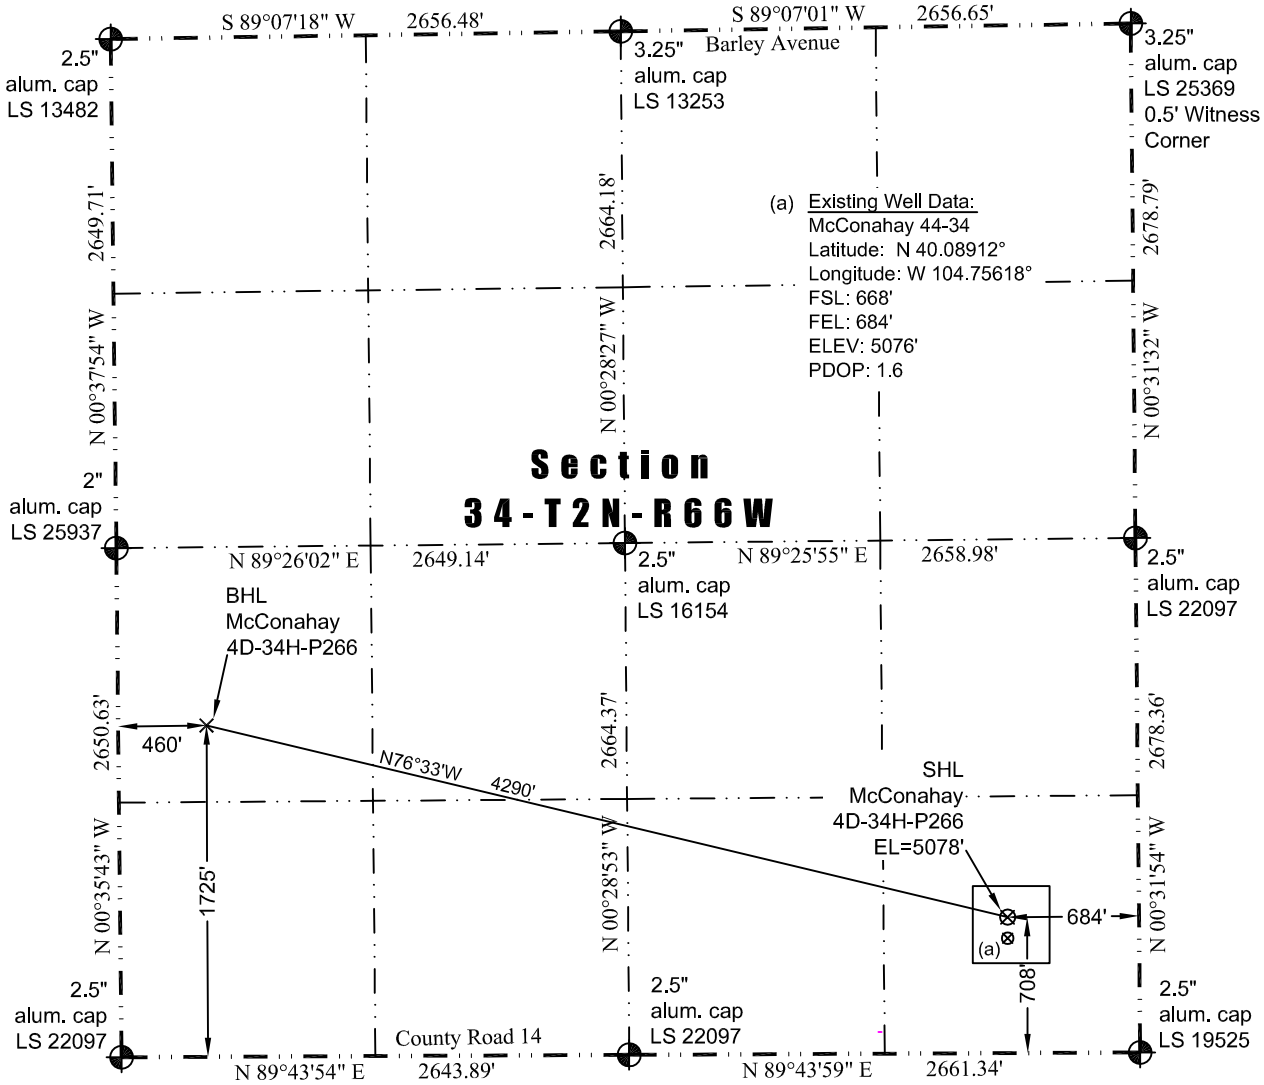 S 89°07'18" W 2656.48'
S 89°07'01" W 2656.65'
Barley Avenue
2.5"
alum. cap
LS 13482
3.25"
alum. cap
LS 13253
3.25"
alum. cap
LS 25369
0.5' Witness
Corner
2649.71'
N 00°37'54" W
2664.18'
N 00°28'27" W
2678.79'
N 00°31'32" W
(a) Existing Well Data:
McConahay 44-34
Latitude: N 40.08912°
Longitude: W 104.75618°
FSL: 668'
FEL: 684'
ELEV: 5076'
PDOP: 1.6
Section
34-T2N-R66W
2"
alum. cap
LS 25937
N 89°26'02" E 2649.14'
N 89°25'55" E 2658.98'
2.5"
alum. cap
LS 16154
2.5"
alum. cap
LS 22097
BHL
McConahay
4D-34H-P266
2650.63'
N 00°35'43" W
460'
1725'
N76°33'W 4290'
2664.37'
N 00°28'53" W
2678.36'
N 00°31'54" W
SHL
McConahay
4D-34H-P266
EL=5078'
684'
(a)
708'
2.5"
alum. cap
LS 22097
2.5"
alum. cap
LS 22097
2.5"
alum. cap
LS 19525
County Road 14
N 89°43'54" E 2643.89'
N 89°43'59" E 2661.34'